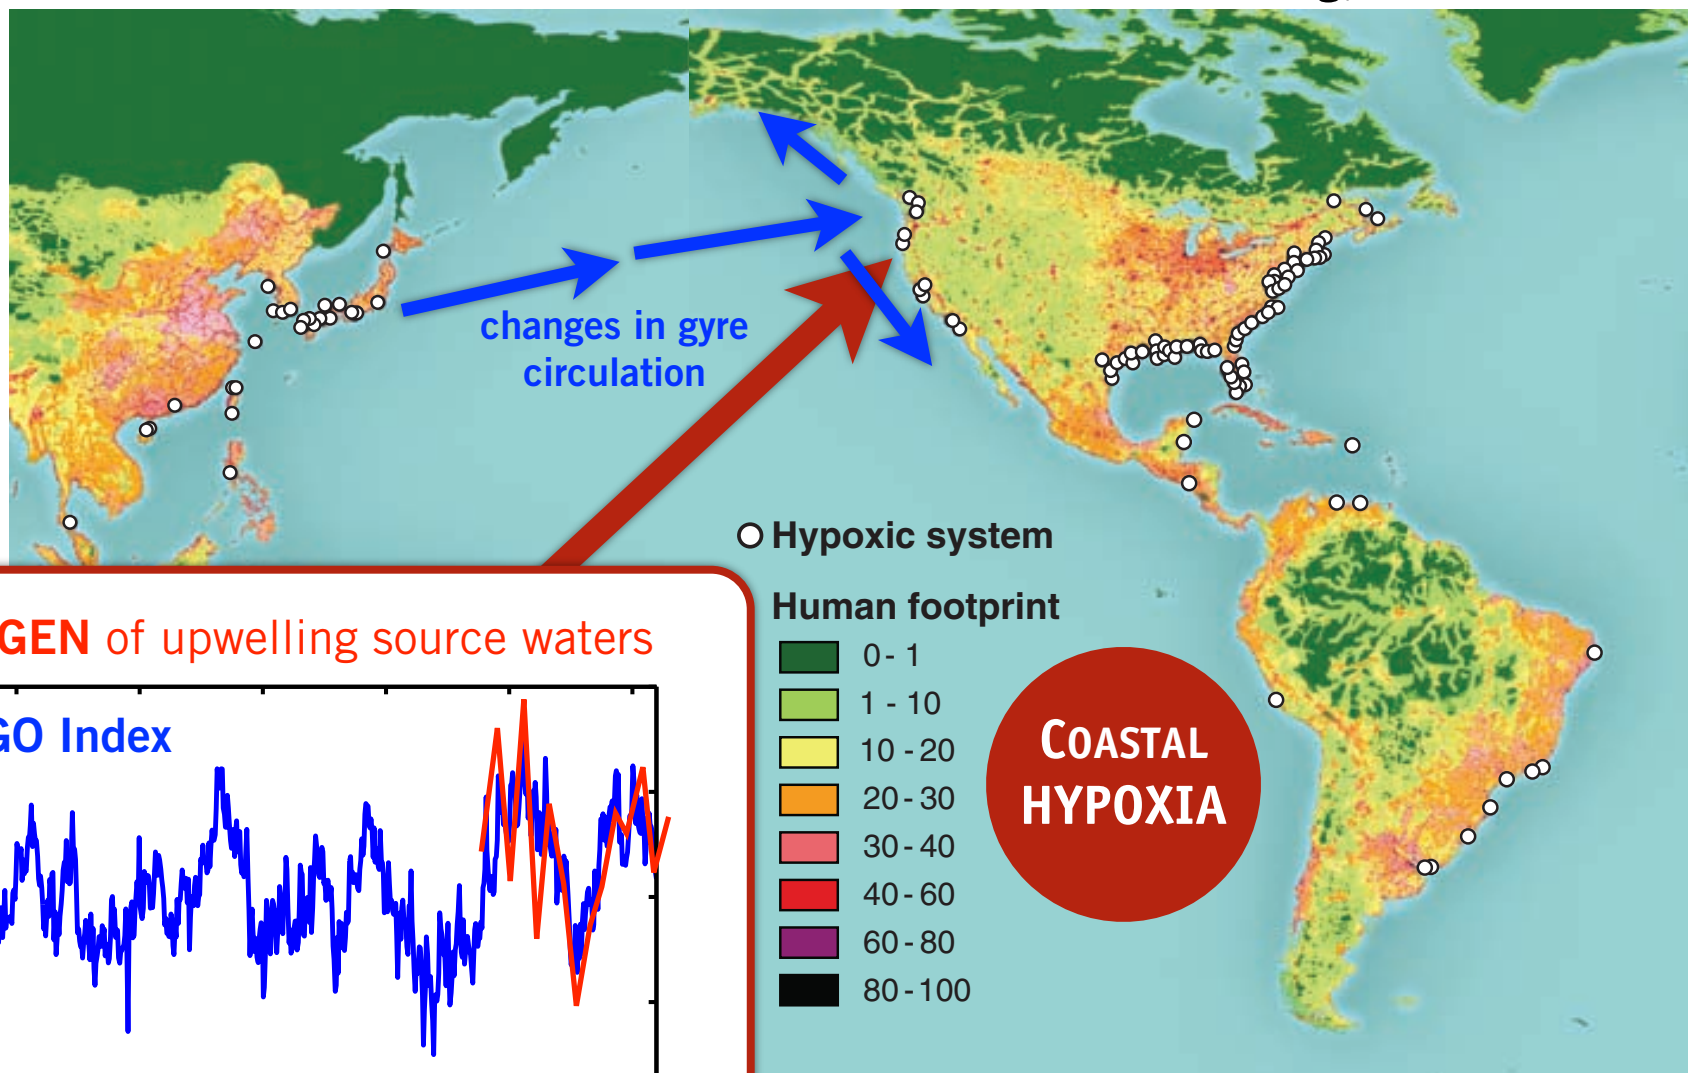 changes in gyre
circulation
Hypoxic system
Human footprint
0 - 1
1 - 10
10 - 20
20 - 30
30 - 40
40 - 60
60 - 80
80 - 100
COASTAL
HYPOXIA
GEN of upwelling source waters
GO Index